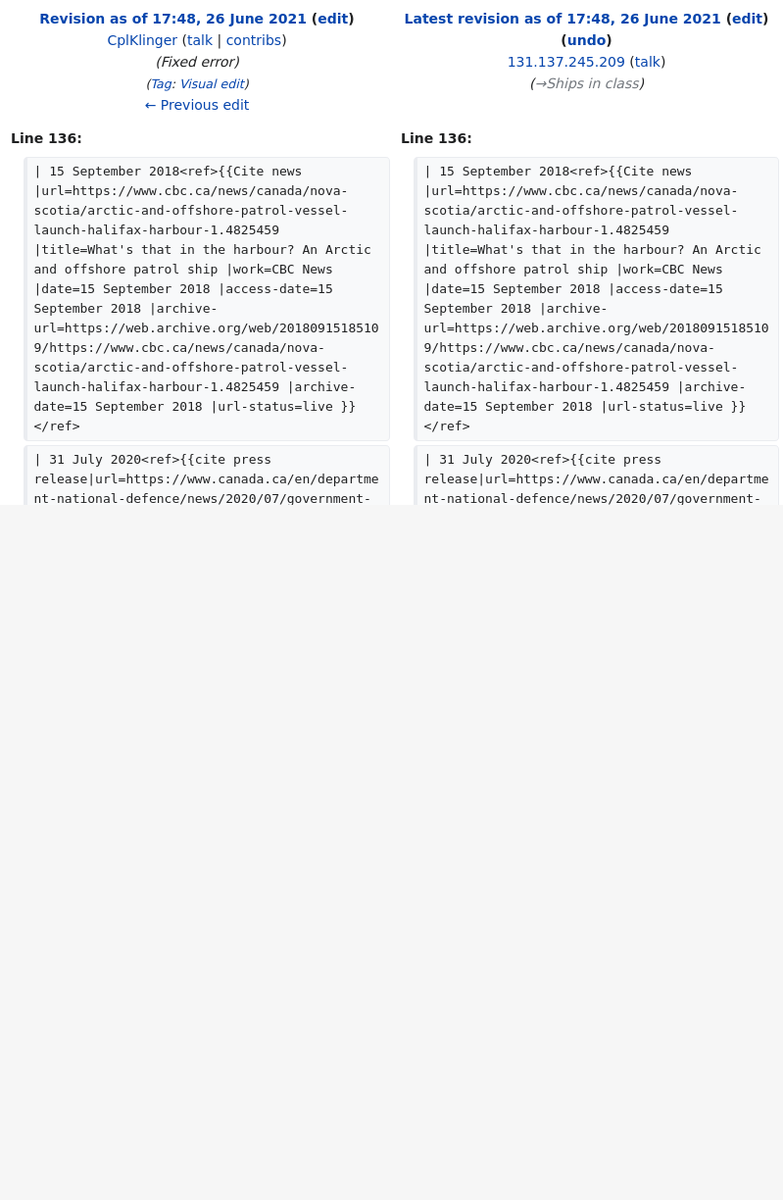 Revision as of 17:48, 26 June 2021 (edit)
CplKlinger (talk | contribs)
(Fixed error)
(Tag: Visual edit)
← Previous edit
Latest revision as of 17:48, 26 June 2021 (edit)
(undo)
131.137.245.209 (talk)
(→Ships in class)
Line 136:
Line 136:
| 15 September 2018<ref>{{Cite news
|url=https://www.cbc.ca/news/canada/nova-
scotia/arctic-and-offshore-patrol-vessel-
launch-halifax-harbour-1.4825459
|title=What's that in the harbour? An Arctic
and offshore patrol ship |work=CBC News
|date=15 September 2018 |access-date=15
September 2018 |archive-
url=https://web.archive.org/web/2018091518510
9/https://www.cbc.ca/news/canada/nova-
scotia/arctic-and-offshore-patrol-vessel-
launch-halifax-harbour-1.4825459 |archive-
date=15 September 2018 |url-status=live }}
</ref>
| 15 September 2018<ref>{{Cite news
|url=https://www.cbc.ca/news/canada/nova-
scotia/arctic-and-offshore-patrol-vessel-
launch-halifax-harbour-1.4825459
|title=What's that in the harbour? An Arctic
and offshore patrol ship |work=CBC News
|date=15 September 2018 |access-date=15
September 2018 |archive-
url=https://web.archive.org/web/2018091518510
9/https://www.cbc.ca/news/canada/nova-
scotia/arctic-and-offshore-patrol-vessel-
launch-halifax-harbour-1.4825459 |archive-
date=15 September 2018 |url-status=live }}
</ref>
| 31 July 2020<ref>{{cite press
release|url=https://www.canada.ca/en/departme
nt-national-defence/news/2020/07/government-
| 31 July 2020<ref>{{cite press
release|url=https://www.canada.ca/en/departme
nt-national-defence/news/2020/07/government-